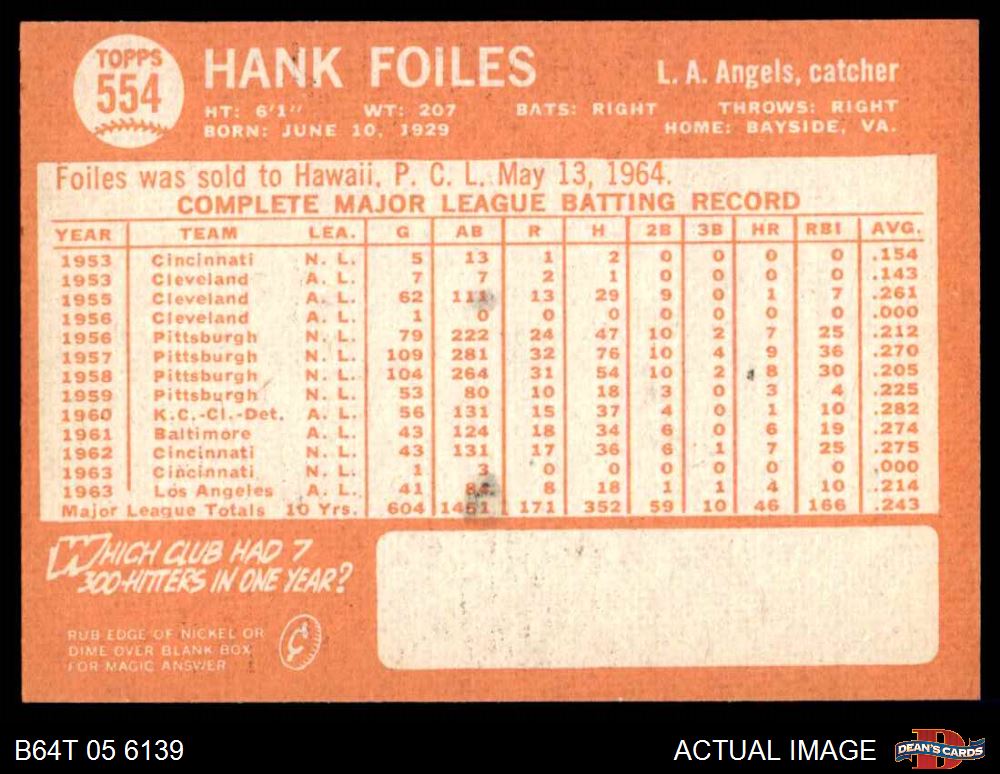 TOPPS
554
HANK FOILES
L. A. Angels, catcher
HT: 6'1" WT: 207 BATS: RIGHT THROWS: RIGHT
BORN: JUNE 10, 1929 HOME: BAYSIDE, VA.
Foiles was sold to Hawaii, P. C. L. May 13, 1964.
COMPLETE MAJOR LEAGUE BATTING RECORD
YEAR TEAM LEA. G AB R H 2B 3B HR RBI AVG.
1953 Cincinnati N. L. 5 13 1 2 0 0 0 0 .154
1953 Cleveland A. L. 7 7 2 1 0 0 0 0 .143
1955 Cleveland A. L. 62 111 13 29 9 0 1 7 .261
1956 Cleveland A. L. 1 0 0 0 0 0 0 0 .000
1956 Pittsburgh N. L. 79 222 24 47 10 2 7 25 .212
1957 Pittsburgh N. L. 109 281 32 76 10 4 9 36 .270
1958 Pittsburgh N. L. 104 264 31 54 10 2 8 30 .205
1959 Pittsburgh N. L. 53 80 10 18 3 0 3 4 .225
1960 K.C.-Cl.-Det. A. L. 56 131 15 37 4 0 1 10 .282
1961 Baltimore A. L. 43 124 18 34 6 0 6 19 .274
1962 Cincinnati N. L. 43 131 17 36 6 1 7 25 .275
1963 Cincinnati N. L. 1 3 0 0 0 0 0 0 .000
1963 Los Angeles A. L. 41 84 8 18 1 1 4 10 .214
Major League Totals 10 Yrs. 604 1451 171 352 59 10 46 166 .243
WHICH CLUB HAD 7
300-HITTERS IN ONE YEAR?
RUB EDGE OF NICKEL OR
DIME OVER BLANK BOX
FOR MAGIC ANSWER
B64T 05 6139
ACTUAL IMAGE
DEAN'S CARDS